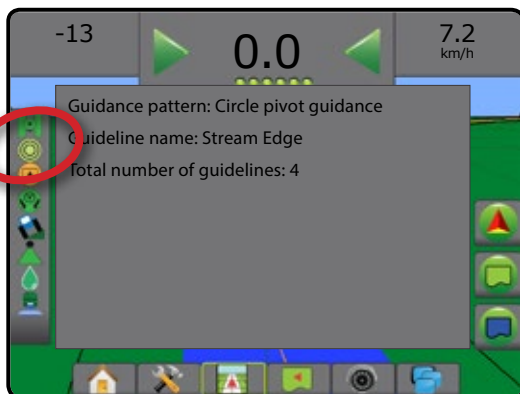 -13
0.0
7.2
km/h
Guidance pattern: Circle pivot guidance
Guideline name: Stream Edge
Total number of guidelines: 4